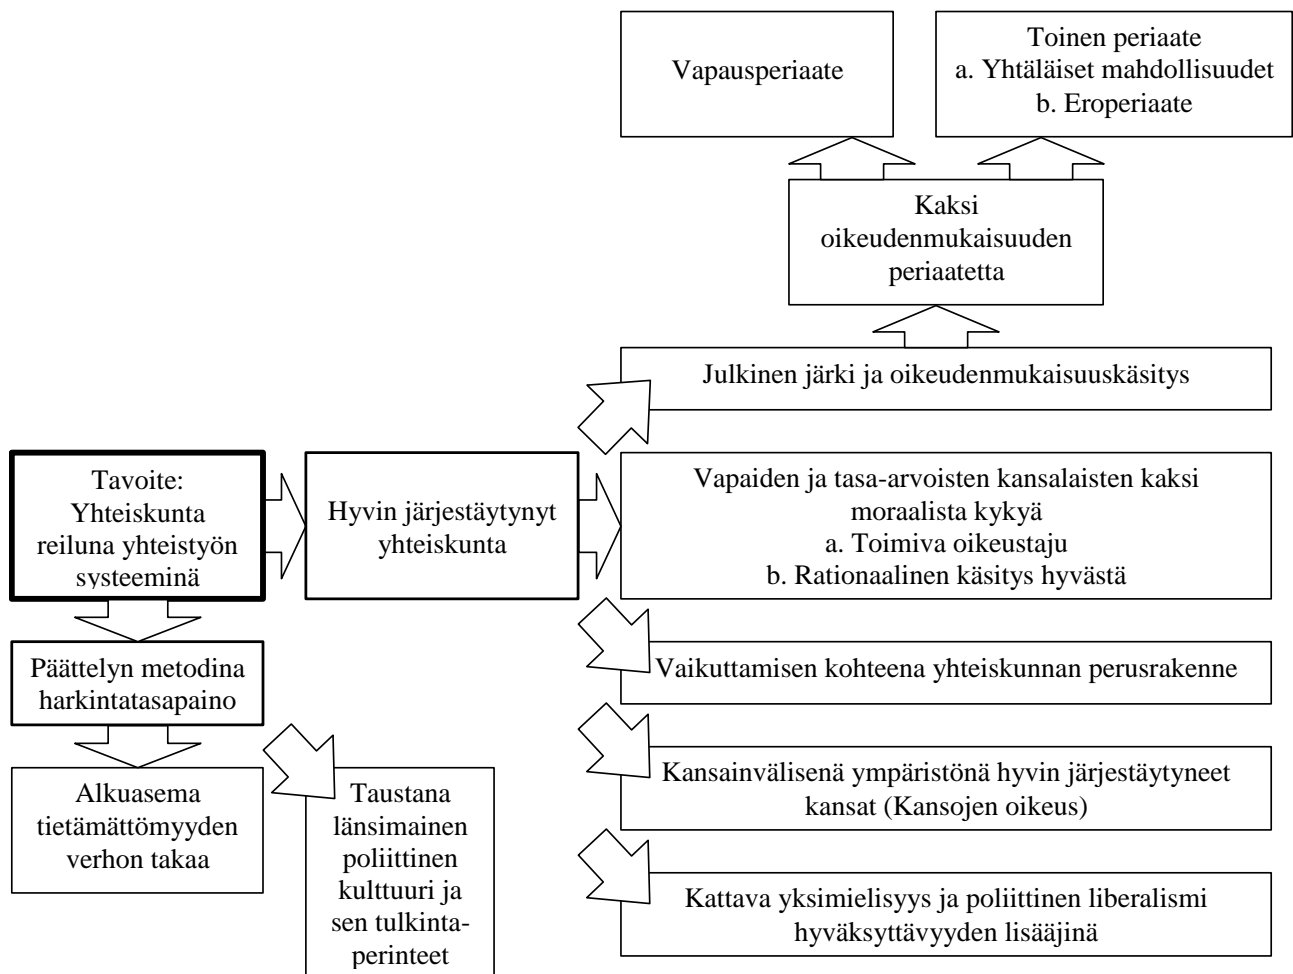 Vapausperiaate
Toinen periaate
a. Yhtäläiset mahdollisuudet
b. Eroperiaate
Kaksi
oikeudenmukaisuuden
periaatetta
Julkinen järki ja oikeudenmukaisuuskäsitys
Tavoite:
Yhteiskunta
reiluna yhteistyön
systeeminä
Hyvin järjestäytynyt
yhteiskunta
Vapaiden ja tasa-arvoisten kansalaisten kaksi
moraalista kykyä
a. Toimiva oikeustaju
b. Rationaalinen käsitys hyvästä
Päättelyn metodina
harkintatasapaino
Vaikuttamisen kohteena yhteiskunnan perusrakenne
Alkuasema
tietämättömyyden
verhon takaa
Taustana
länsimainen
poliittinen
kulttuuri ja
sen tulkinta-
perinteet
Kansainvälisenä ympäristönä hyvin järjestäytyneet
kansat (Kansojen oikeus)
Kattava yksimielisyys ja poliittinen liberalismi
hyväksyttävyyden lisääjinä